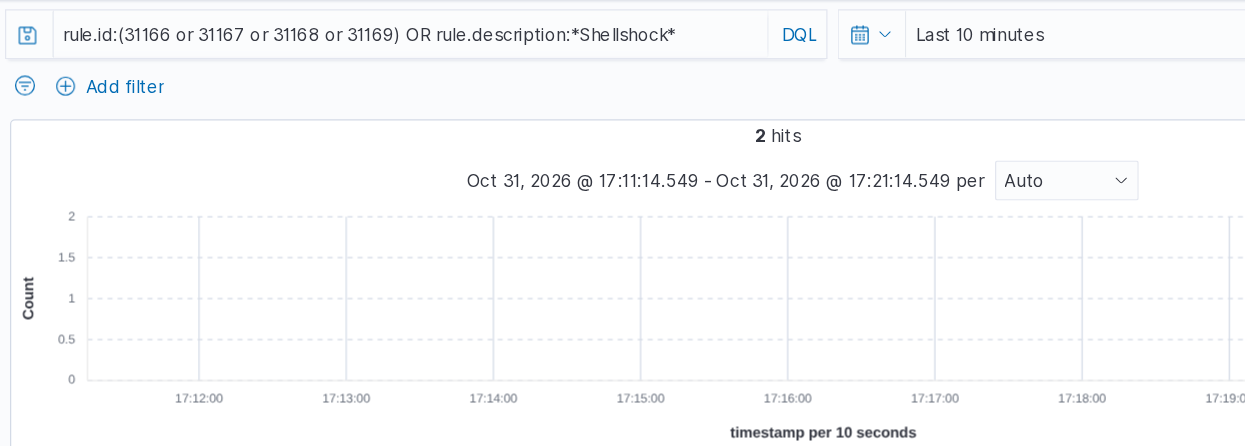 rule.id:(31166 or 31167 or 31168 or 31169) OR rule.description:*Shellshock* DQL Last 10 minutes
Add filter
2 hits
Oct 31, 2026 @ 17:11:14.549 - Oct 31, 2026 @ 17:21:14.549 per Auto
2
1.5
1
0.5
0
Count
17:12:00 17:13:00 17:14:00 17:15:00 17:16:00 17:17:00 17:18:00 17:19:0
timestamp per 10 seconds